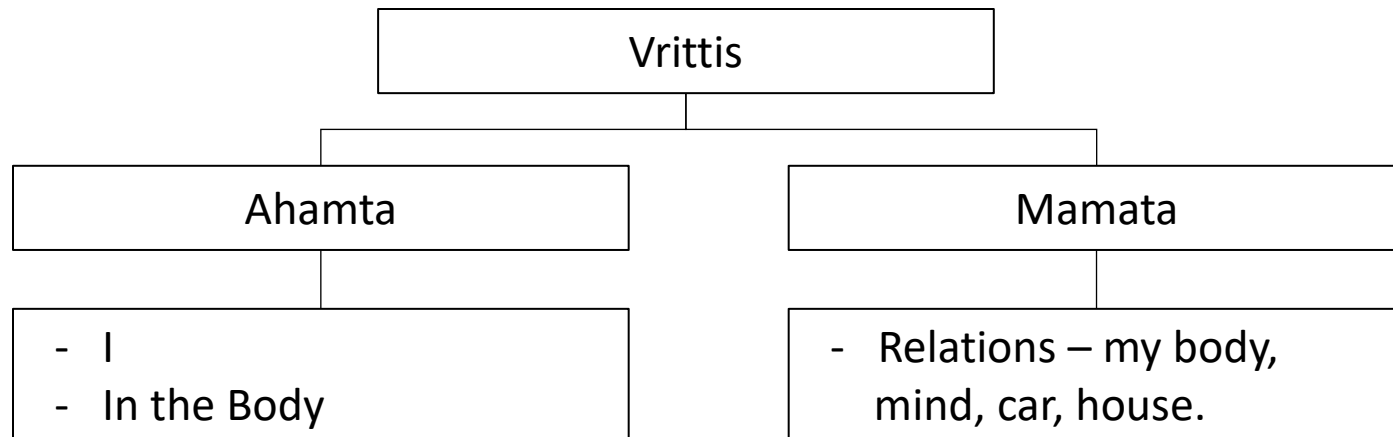 Vrittis
Ahamta
Mamata
- I
- In the Body
- Relations – my body,
mind, car, house.